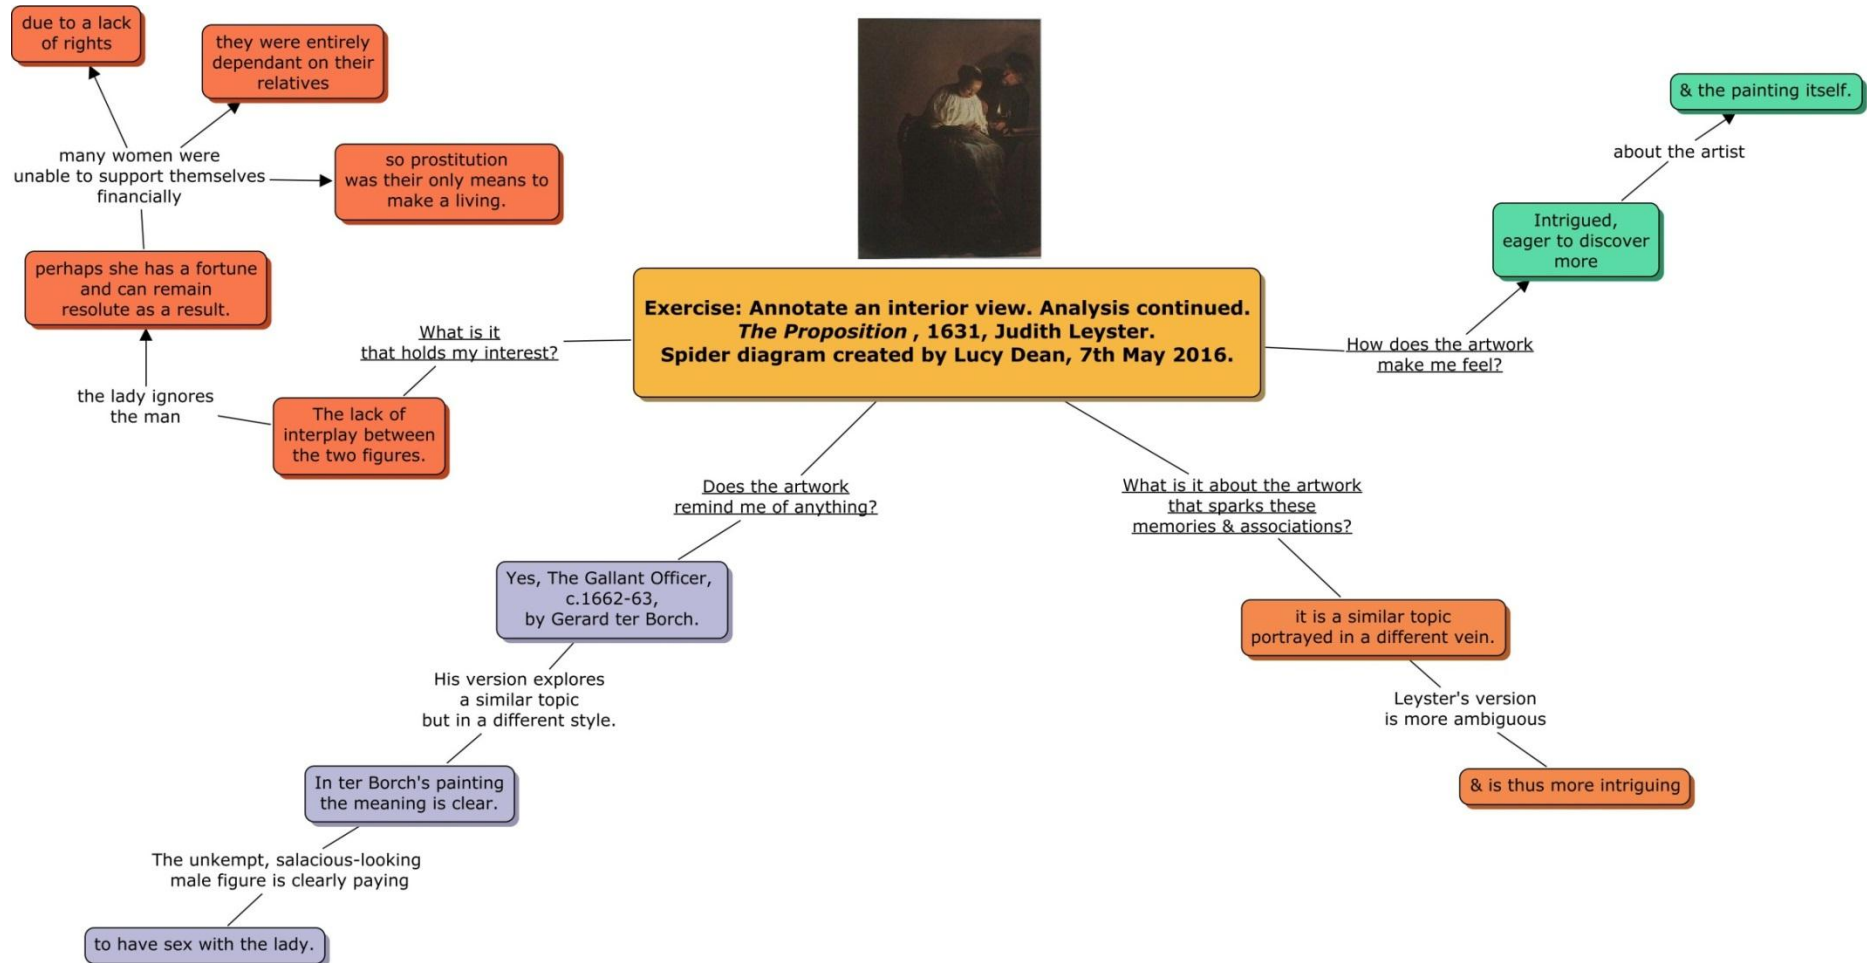 Exercise: Annotate an interior view. Analysis continued.
The Proposition , 1631, Judith Leyster.
Spider diagram created by Lucy Dean, 7th May 2016.
What is it
that holds my interest?
The lack of
interplay between
the two figures.
the lady ignores
the man
perhaps she has a fortune
and can remain
resolute as a result.
many women were
unable to support themselves
financially
due to a lack
of rights
they were entirely
dependant on their
relatives
so prostitution
was their only means to
make a living.
Does the artwork
remind me of anything?
Yes, The Gallant Officer,
c.1662-63,
by Gerard ter Borch.
His version explores
a similar topic
but in a different style.
In ter Borch's painting
the meaning is clear.
The unkempt, salacious-looking
male figure is clearly paying
to have sex with the lady.
What is it about the artwork
that sparks these
memories & associations?
it is a similar topic
portrayed in a different vein.
Leyster's version
is more ambiguous
& is thus more intriguing
How does the artwork
make me feel?
Intrigued,
eager to discover
more
about the artist
& the painting itself.